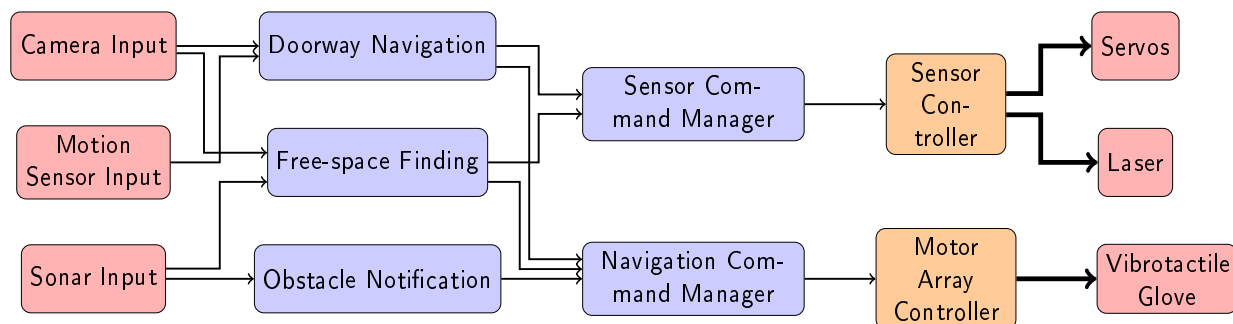 Camera Input
Doorway Navigation
Servos
Sensor Com-
mand Manager
Sensor
Con-
troller
Motion
Sensor Input
Free-space Finding
Laser
Sonar Input
Obstacle Notification
Navigation Com-
mand Manager
Motor
Array
Controller
Vibrotactile
Glove